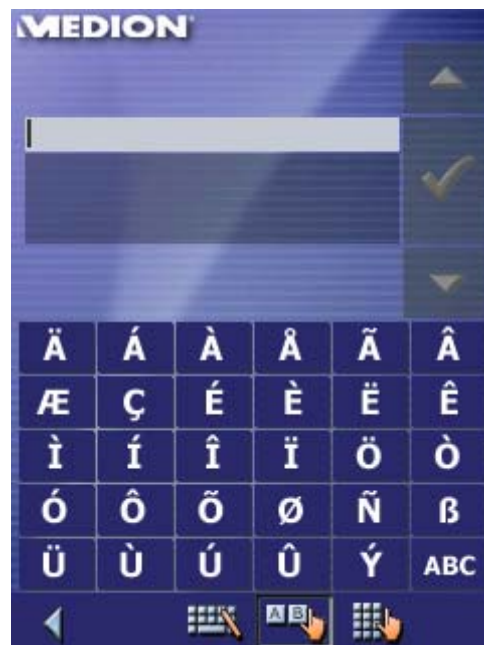 MEDION
Ä Á À Å Ã Â
Æ Ç É È Ë Ê
Ì Í Î Ï Ö Ò
Ó Ô Õ Ø Ñ ß
Ü Ù Ú Û Ý ABC
A B